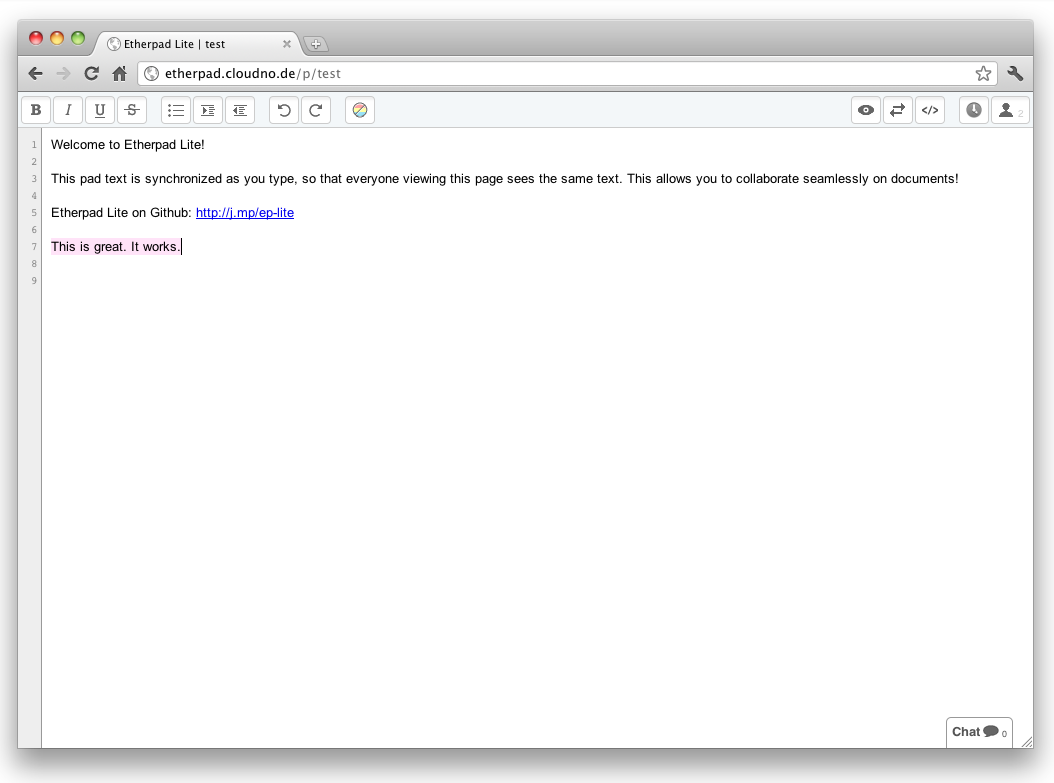 Etherpad Lite | test
etherpad.cloudno.de/p/test
B I U S </> 2
1 Welcome to Etherpad Lite!
2
3 This pad text is synchronized as you type, so that everyone viewing this page sees the same text. This allows you to collaborate seamlessly on documents!
4
5 Etherpad Lite on Github: http://j.mp/ep-lite
6
7 This is great. It works.
8
9
Chat 0